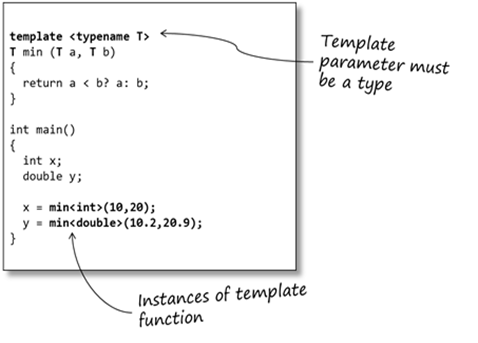 template <typename T>
T min (T a, T b)
{
return a < b? a: b;
}
int main()
{
int x;
double y;
x = min<int>(10,20);
y = min<double>(10.2,20.9);
}
Template
parameter must
be a type
Instances of template
function